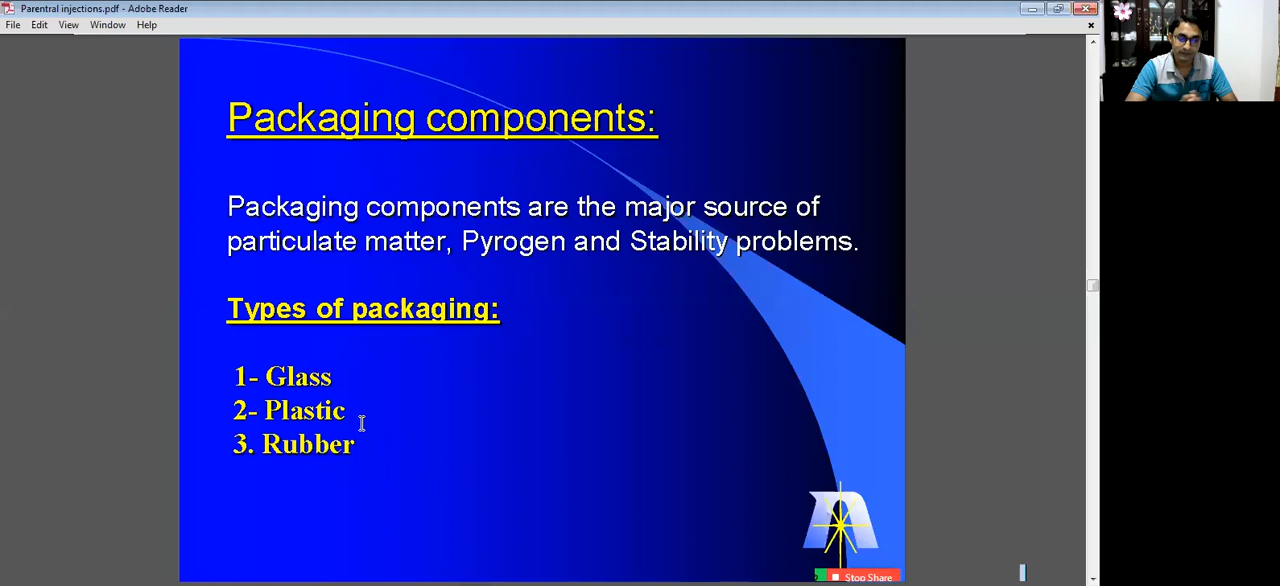 Parentral injections.pdf - Adobe Reader
File Edit View Window Help
Packaging components:
Packaging components are the major source of
particulate matter, Pyrogen and Stability problems.
Types of packaging:
1- Glass
2- Plastic
3. Rubber
Stop Share